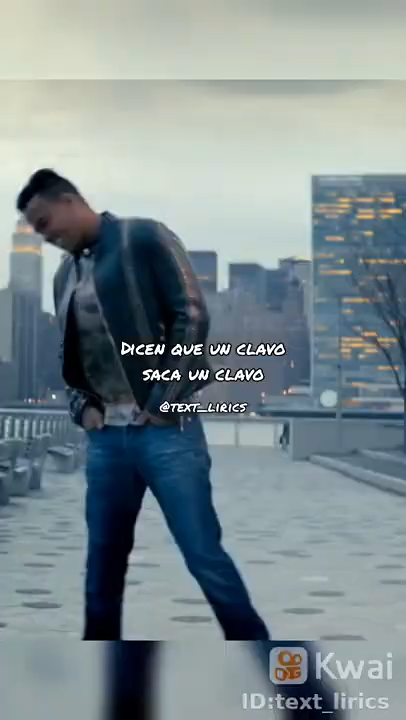 Dicen que un clavo
saca un clavo
@text_lirics
Kwai
ID:text_lirics